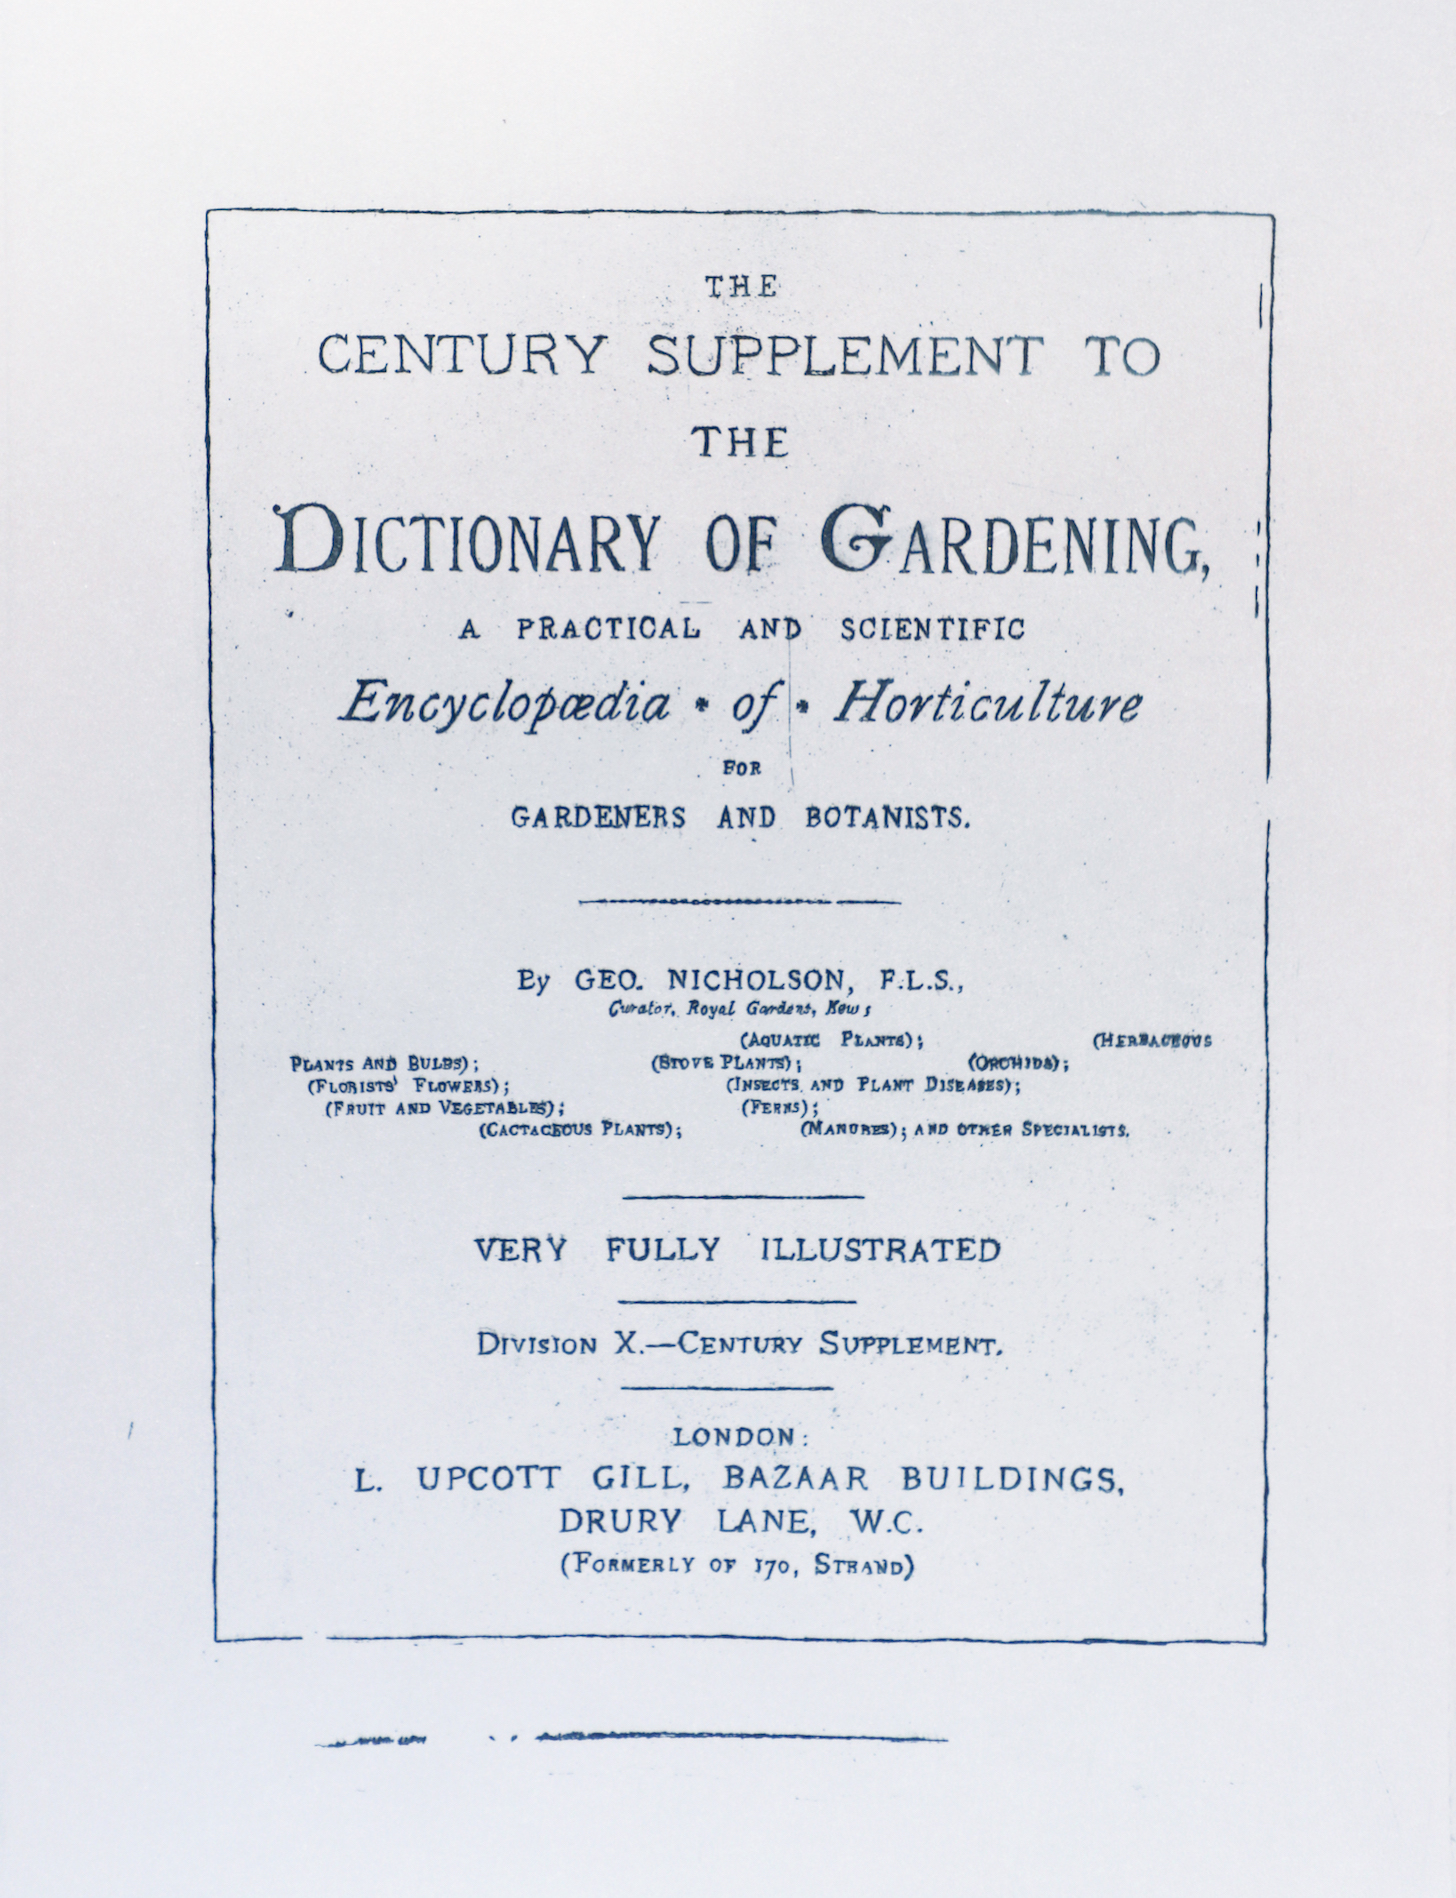 THE
CENTURY SUPPLEMENT TO
THE
DICTIONARY OF GARDENING,
A PRACTICAL AND SCIENTIFIC
Encyclopædia • of • Horticulture
FOR
GARDENERS AND BOTANISTS.
By GEO. NICHOLSON, F.L.S.,
Curator, Royal Gardens, Kew;
(AQUATIC PLANTS); (HERBACEOUS
PLANTS AND BULBS); (STOVE PLANTS); (ORCHIDS);
(FLORISTS' FLOWERS); (INSECTS AND PLANT DISEASES);
(FRUIT AND VEGETABLES); (FERNS);
(CACTACEOUS PLANTS); (MANURES); AND OTHER SPECIALISTS.
VERY FULLY ILLUSTRATED
DIVISION X.—CENTURY SUPPLEMENT.
LONDON:
L. UPCOTT GILL, BAZAAR BUILDINGS,
DRURY LANE, W.C.
(FORMERLY OF 170, STRAND)